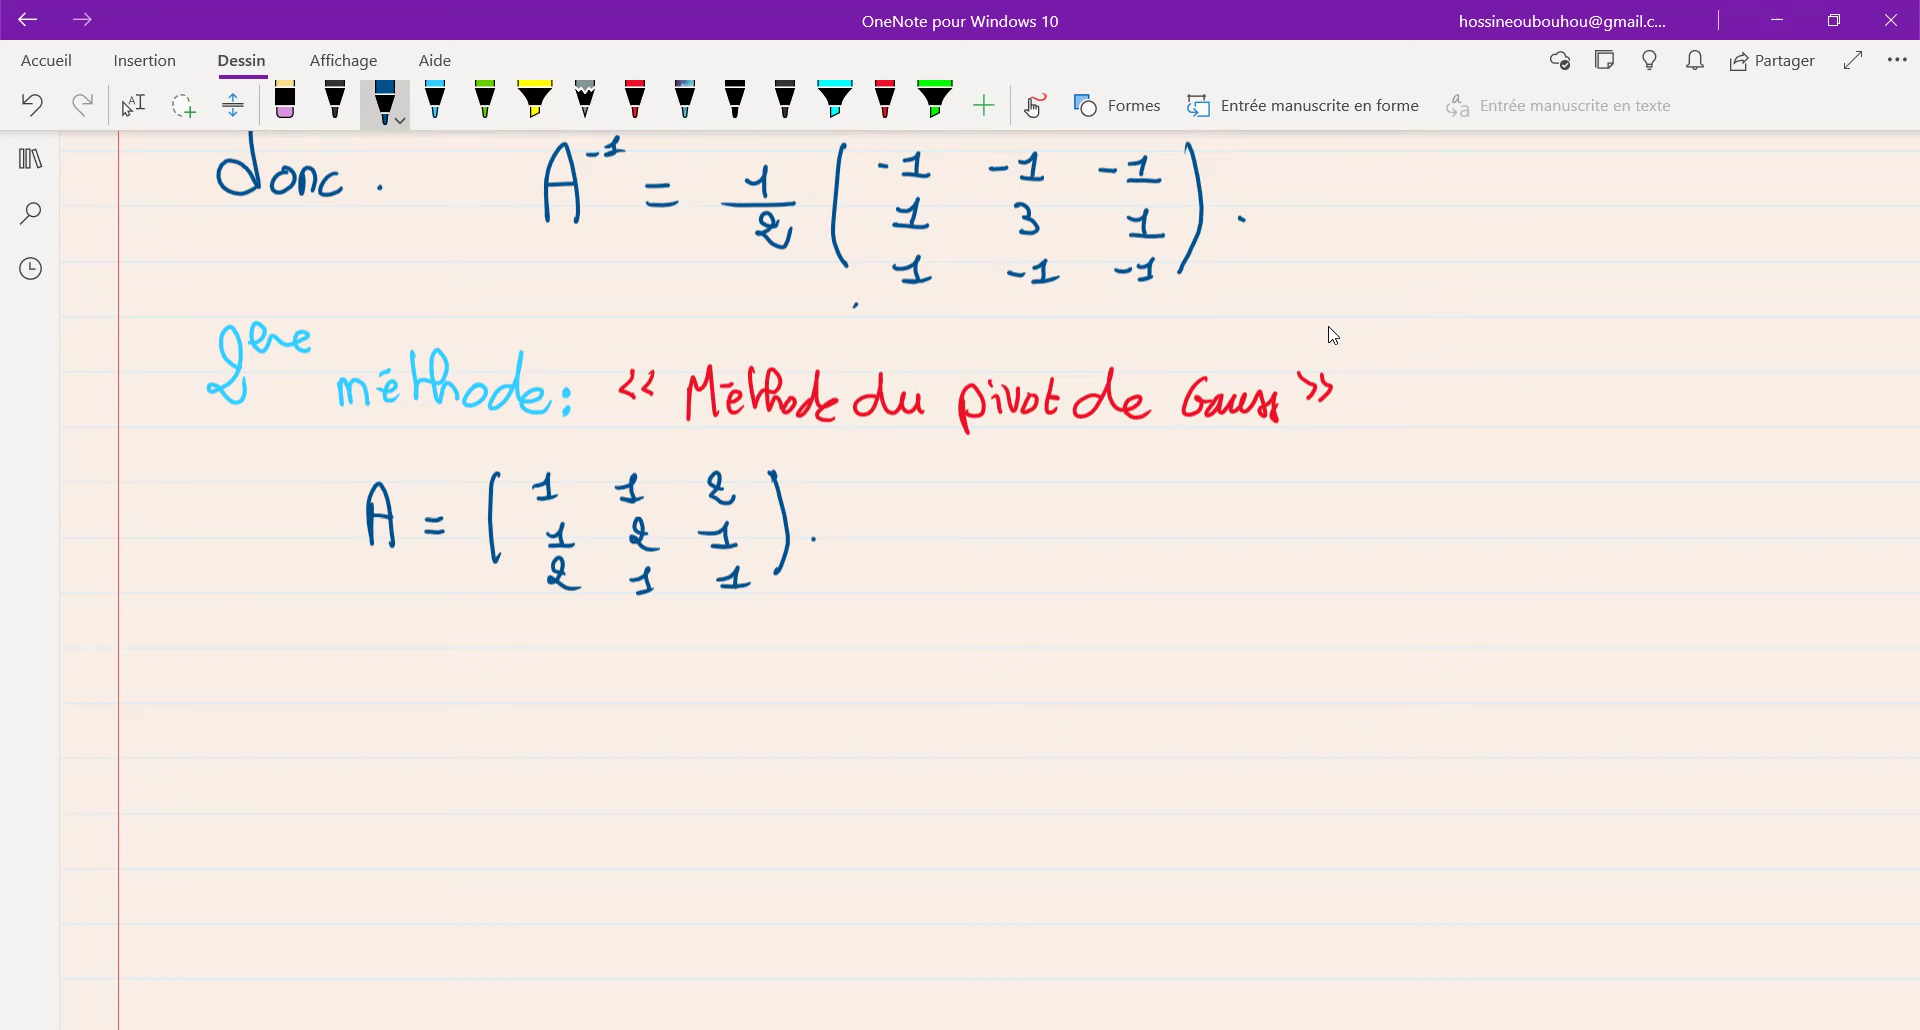 OneNote pour Windows 10
hossineoubouhou@gmail.c...
Accueil Insertion Dessin Affichage Aide
Partager
Formes Entrée manuscrite en forme Entrée manuscrite en texte
donc. A⁻¹ = 1/2 ( -1 -1 -1
1 3 1
1 -1 -1 ).
2ème méthode: << Méthode du pivot de Gauss >>
A = ( 1 1 2
1 2 -1
2 1 1 ).